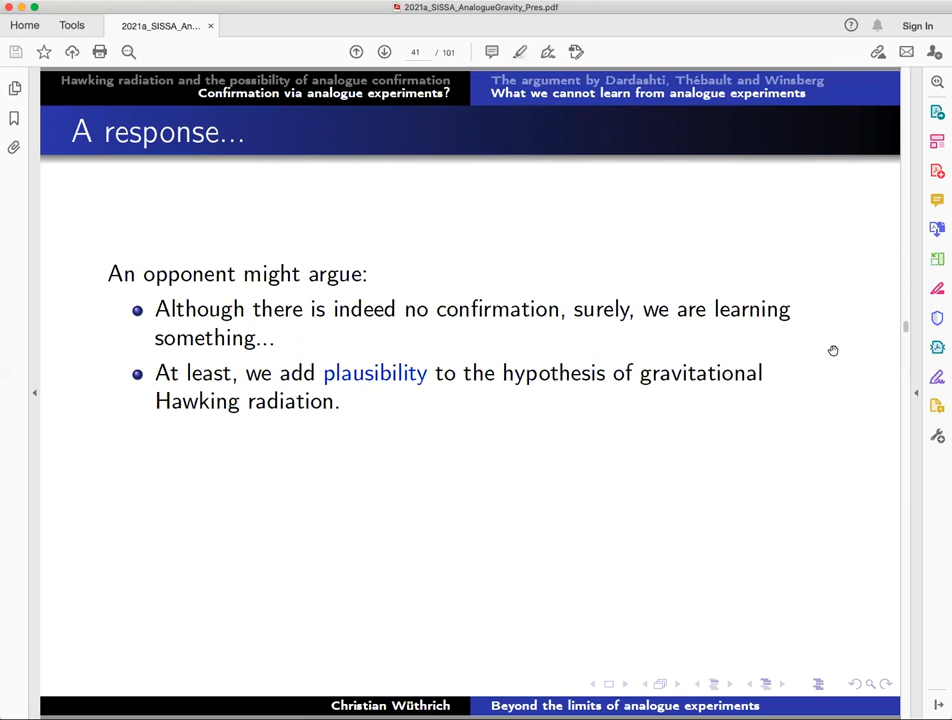 2021a_SISSA_AnalogueGravity_Pres.pdf
Home Tools 2021a_SISSA_An... × Sign In
41 / 101
Hawking radiation and the possibility of analogue confirmation The argument by Dardashti, Thébault and Winsberg
Confirmation via analogue experiments? What we cannot learn from analogue experiments
A response...
An opponent might argue:
Although there is indeed no confirmation, surely, we are learning
something...
At least, we add plausibility to the hypothesis of gravitational
Hawking radiation.
Christian Wüthrich Beyond the limits of analogue experiments